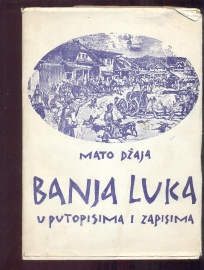 MATO DŽAJA
BANJA LUKA
U PUTOPISIMA I ZAPISIMA